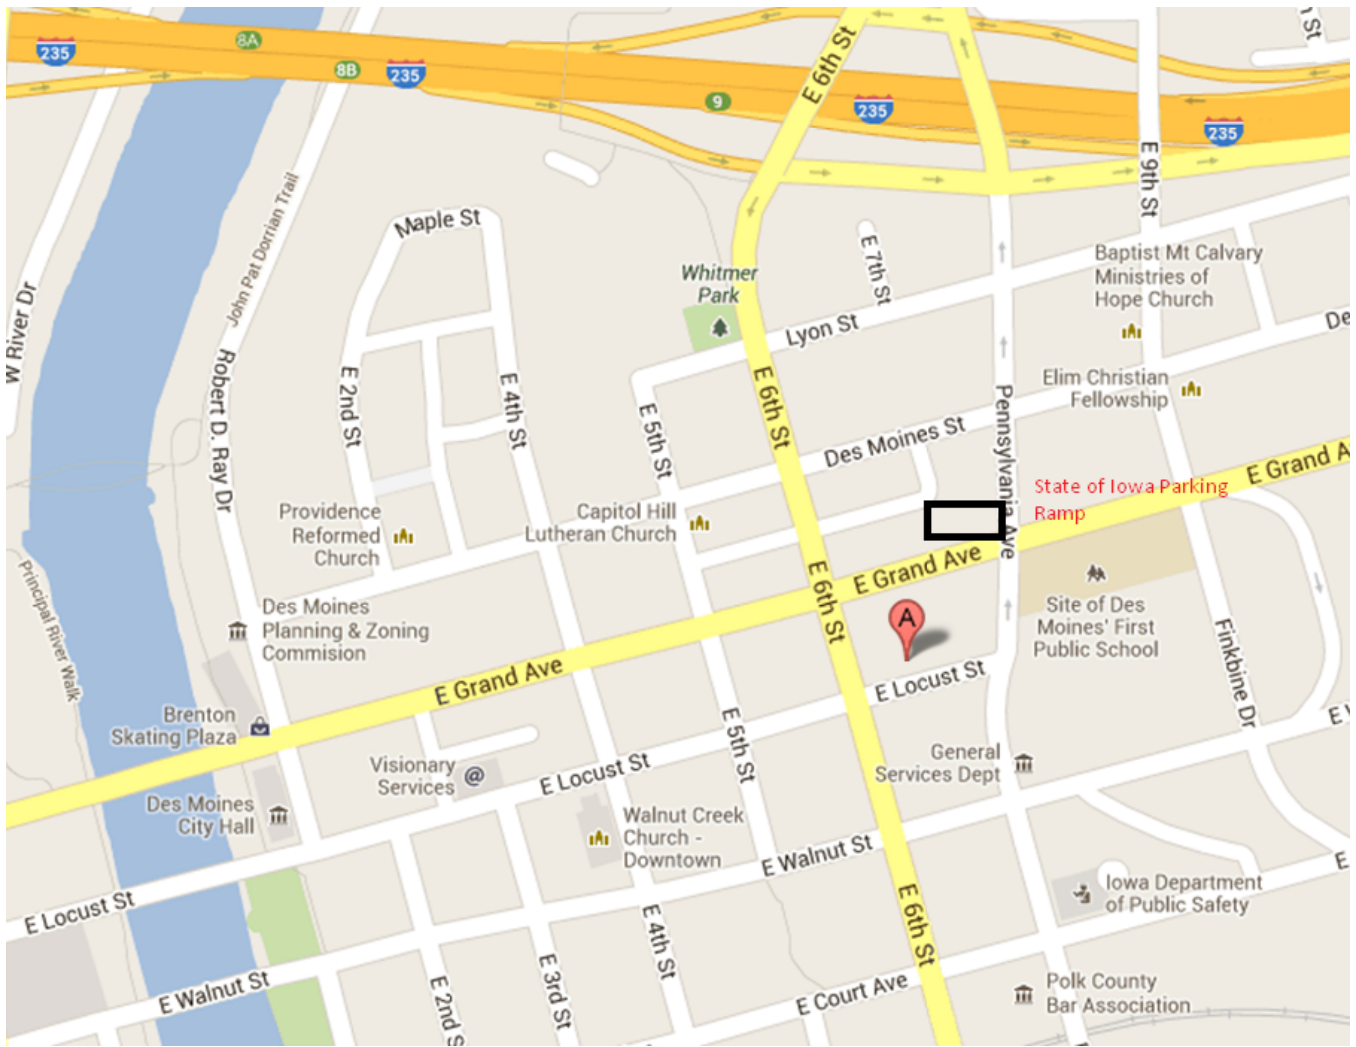 8A
235
8B
235
9
235
235
E 6th St
E 9th St
St
W River Dr
John Pat Dorrian Trail
Maple St
Whitmer
Park
E 7th St
Lyon St
Baptist Mt Calvary
Ministries of
Hope Church
De
Robert D. Ray Dr
E 2nd St
E 4th St
E 5th St
E 6th St
Des Moines St
Pennsylvania Ave
Elim Christian
Fellowship
E Grand A
State of Iowa Parking
Ramp
Providence
Reformed
Church
Capitol Hill
Lutheran Church
E Grand Ave
Principal River Walk
Des Moines
Planning & Zoning
Commision
E 6th St
A
Site of Des
Moines' First
Public School
Finkbine Dr
E Grand Ave
E Locust St
Brenton
Skating Plaza
E 5th St
E
Visionary
Services
@
E Locust St
General
Services Dept
Des Moines
City Hall
Walnut Creek
Church -
Downtown
E Walnut St
E
E Locust St
E 4th St
E 6th St
Iowa Department
of Public Safety
E Walnut St
E 2nd S
E 3rd St
E Court Ave
Polk County
Bar Association